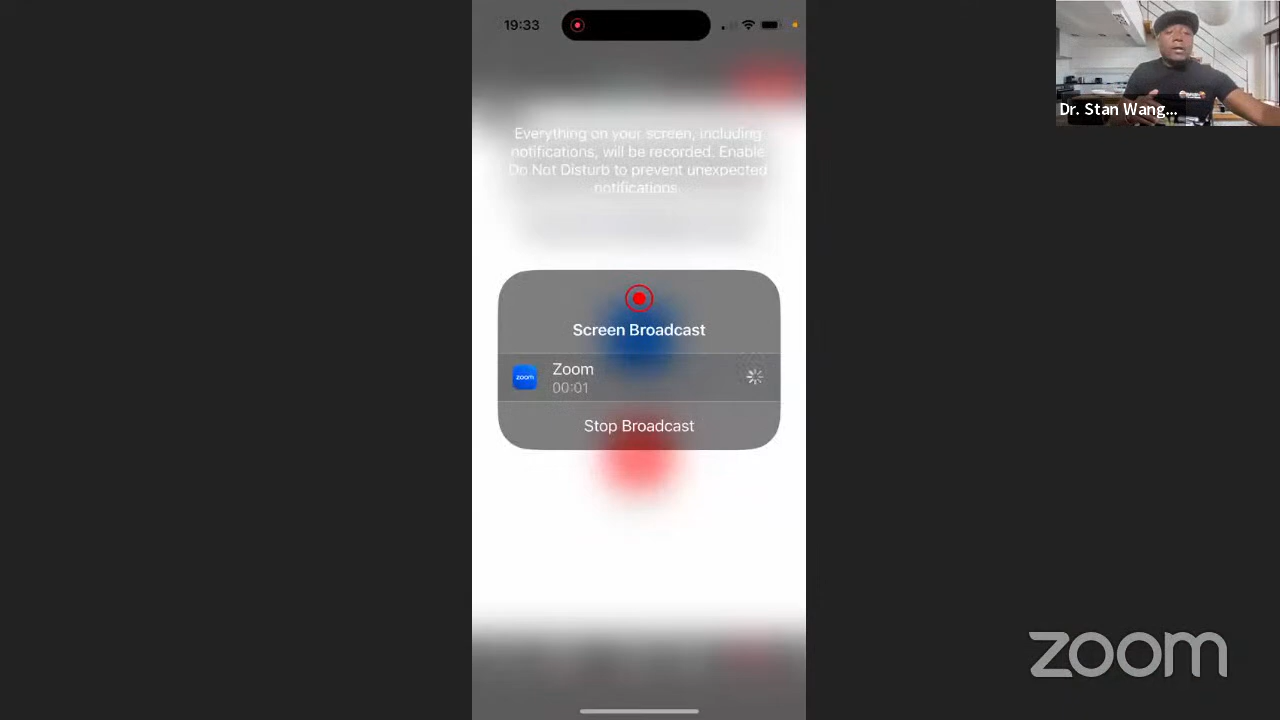 19:33
Dr. Stan Wang...
Everything on your screen, including
notifications, will be recorded. Enable
Do Not Disturb to prevent unexpected
notifications.
Screen Broadcast
zoom
Zoom
00:01
Stop Broadcast
zoom